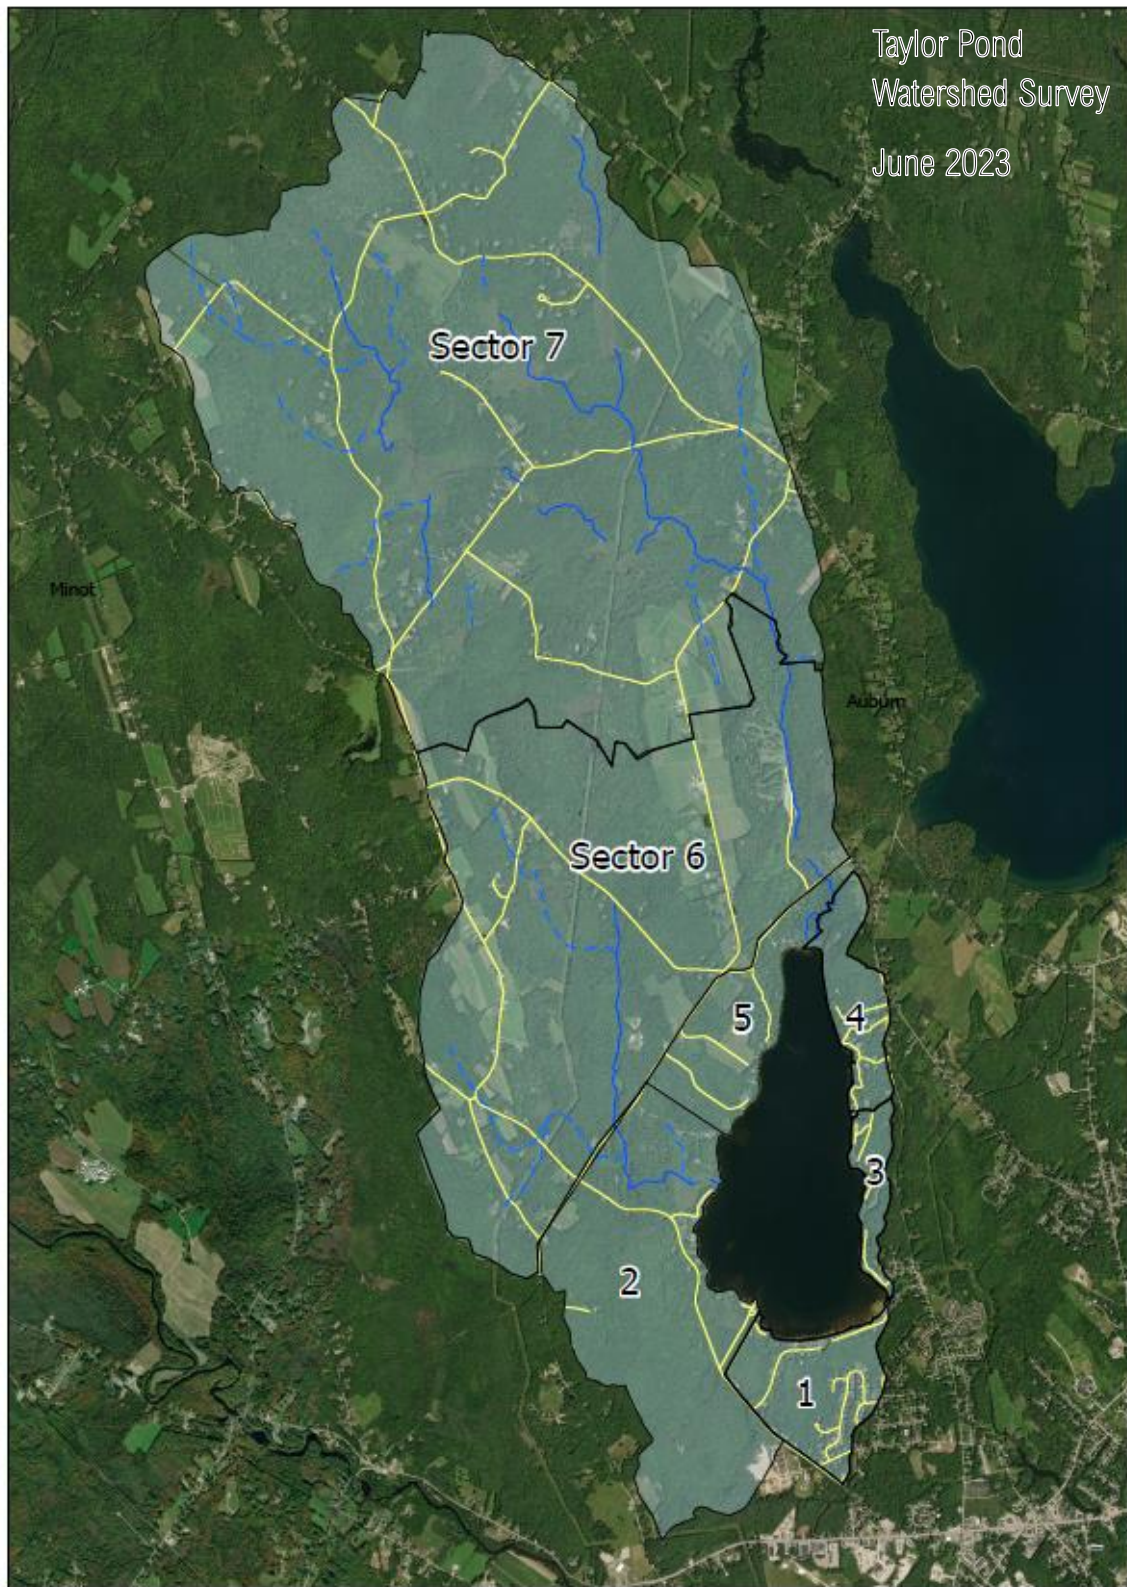 Taylor Pond
Watershed Survey
June 2023
Sector 7
Minot
Auburn
Sector 6
5
4
3
2
1